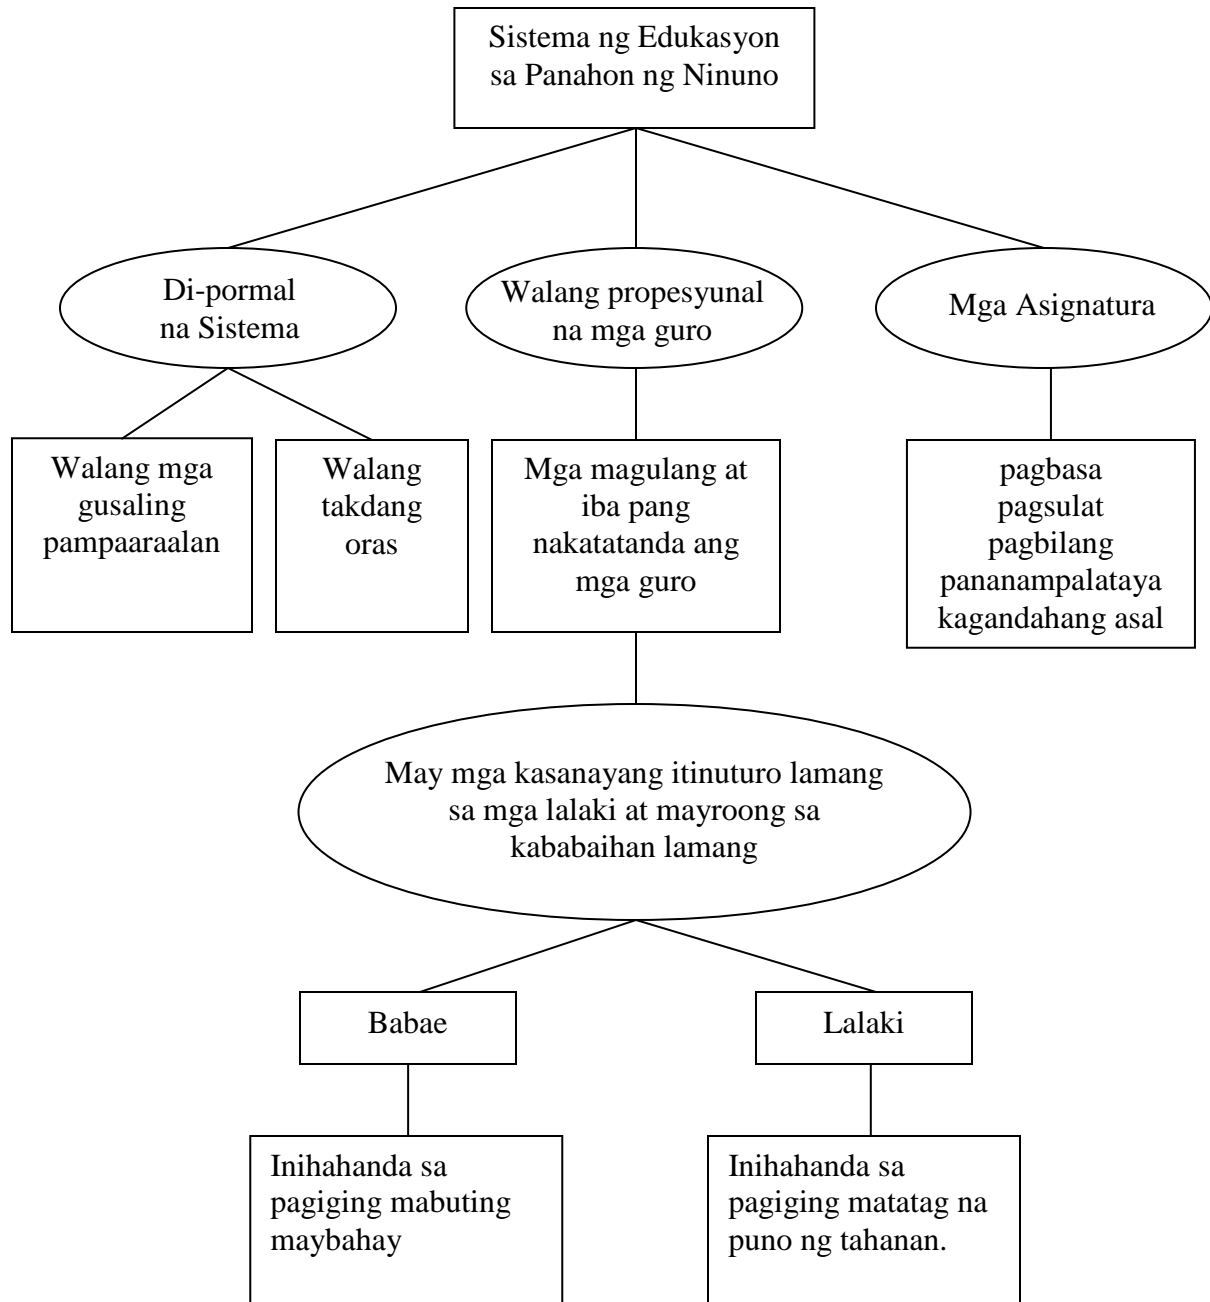 Sistema ng Edukasyon
sa Panahon ng Ninuno
Di-pormal
na Sistema
Walang propesyunal
na mga guro
Mga Asignatura
Walang mga
gusaling
pampaaraalan
Walang
takdang
oras
Mga magulang at
iba pang
nakatatanda ang
mga guro
pagbasa
pagsulat
pagbilang
pananampalataya
kagandahang asal
May mga kasanayang itinuturo lamang
sa mga lalaki at mayroong sa
kababaihan lamang
Babae
Lalaki
Inihahanda sa
pagiging mabuting
maybahay
Inihahanda sa
pagiging matatag na
puno ng tahanan.